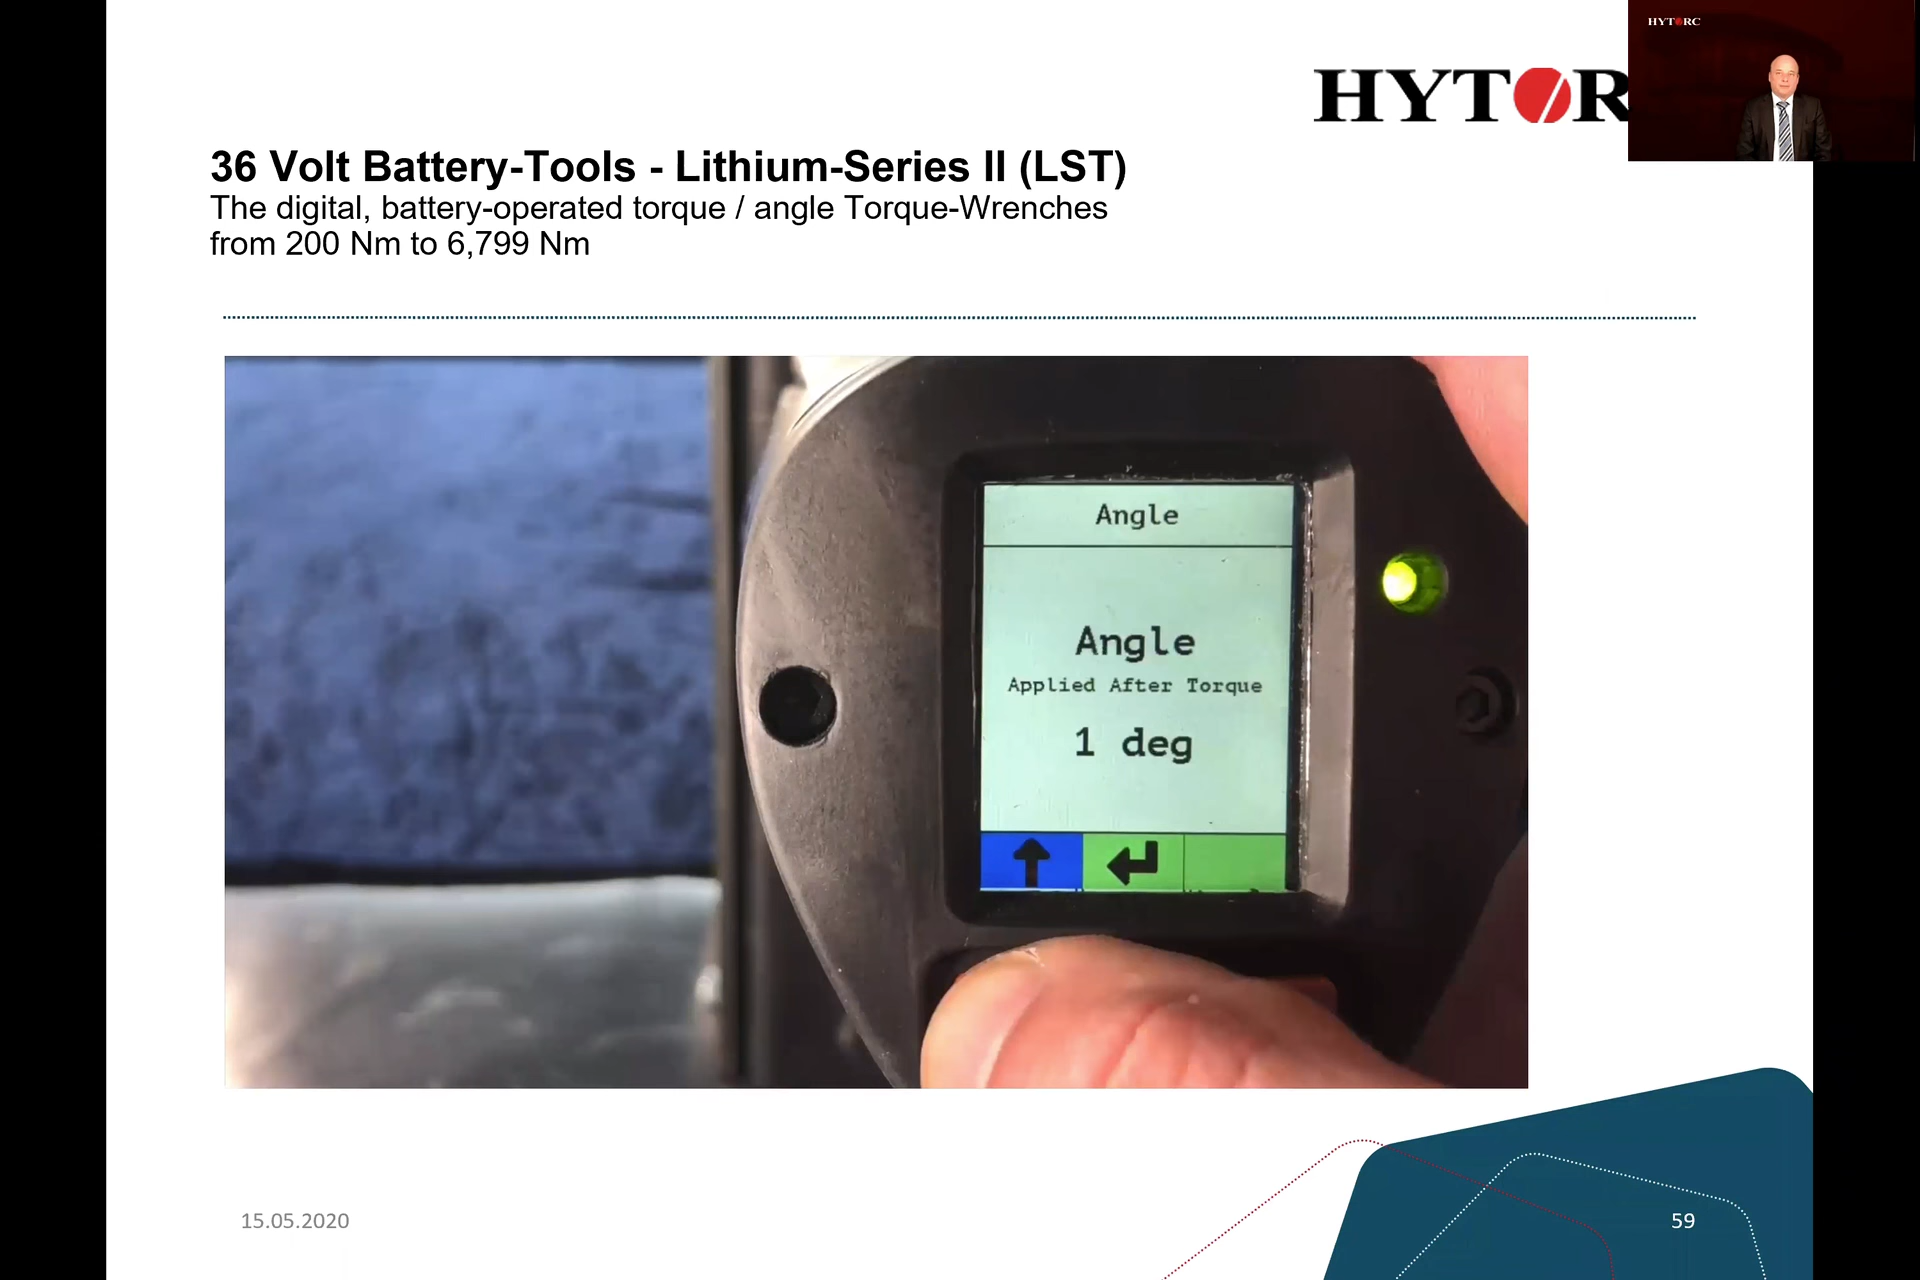 HYTORC
HYTOR
36 Volt Battery-Tools - Lithium-Series II (LST)
The digital, battery-operated torque / angle Torque-Wrenches
from 200 Nm to 6,799 Nm
Angle
Angle
Applied After Torque
1 deg
15.05.2020
59